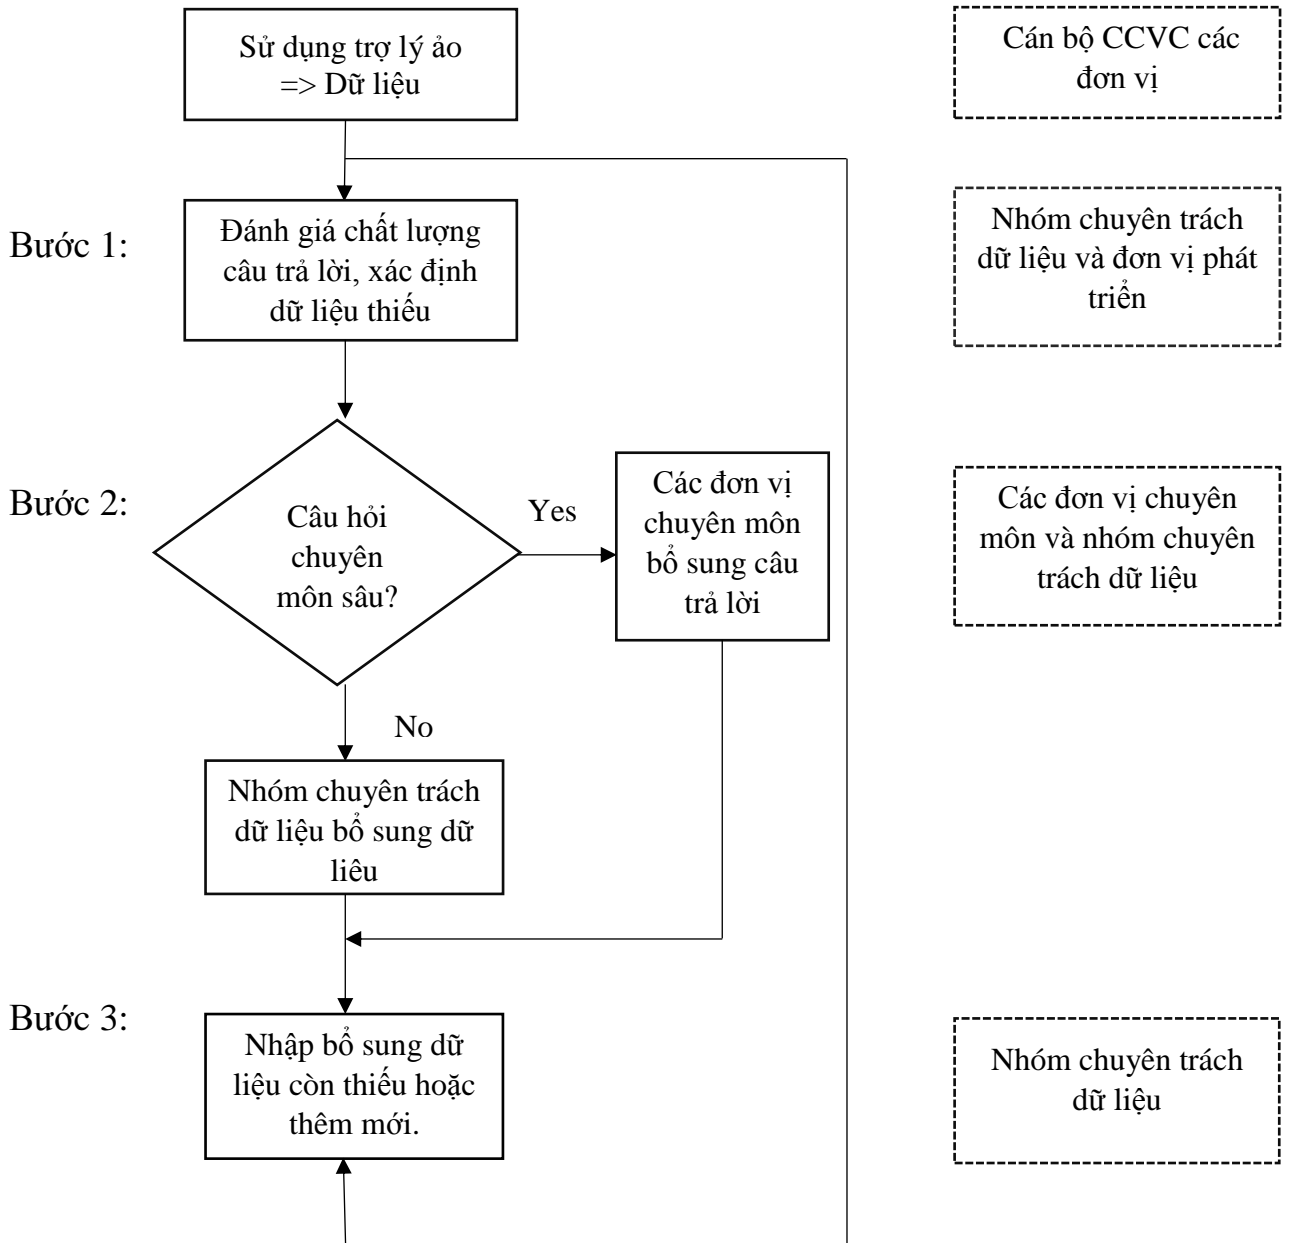 Sử dụng trợ lý ảo
=> Dữ liệu
Cán bộ CCVC các
đơn vị
Bước 1:
Đánh giá chất lượng
câu trả lời, xác định
dữ liệu thiếu
Nhóm chuyên trách
dữ liệu và đơn vị phát
triển
Bước 2:
Câu hỏi
chuyên
môn sâu?
Yes
Các đơn vị
chuyên môn
bổ sung câu
trả lời
Các đơn vị chuyên
môn và nhóm chuyên
trách dữ liệu
No
Nhóm chuyên trách
dữ liệu bổ sung dữ
liêu
Bước 3:
Nhập bổ sung dữ
liệu còn thiếu hoặc
thêm mới.
Nhóm chuyên trách
dữ liệu